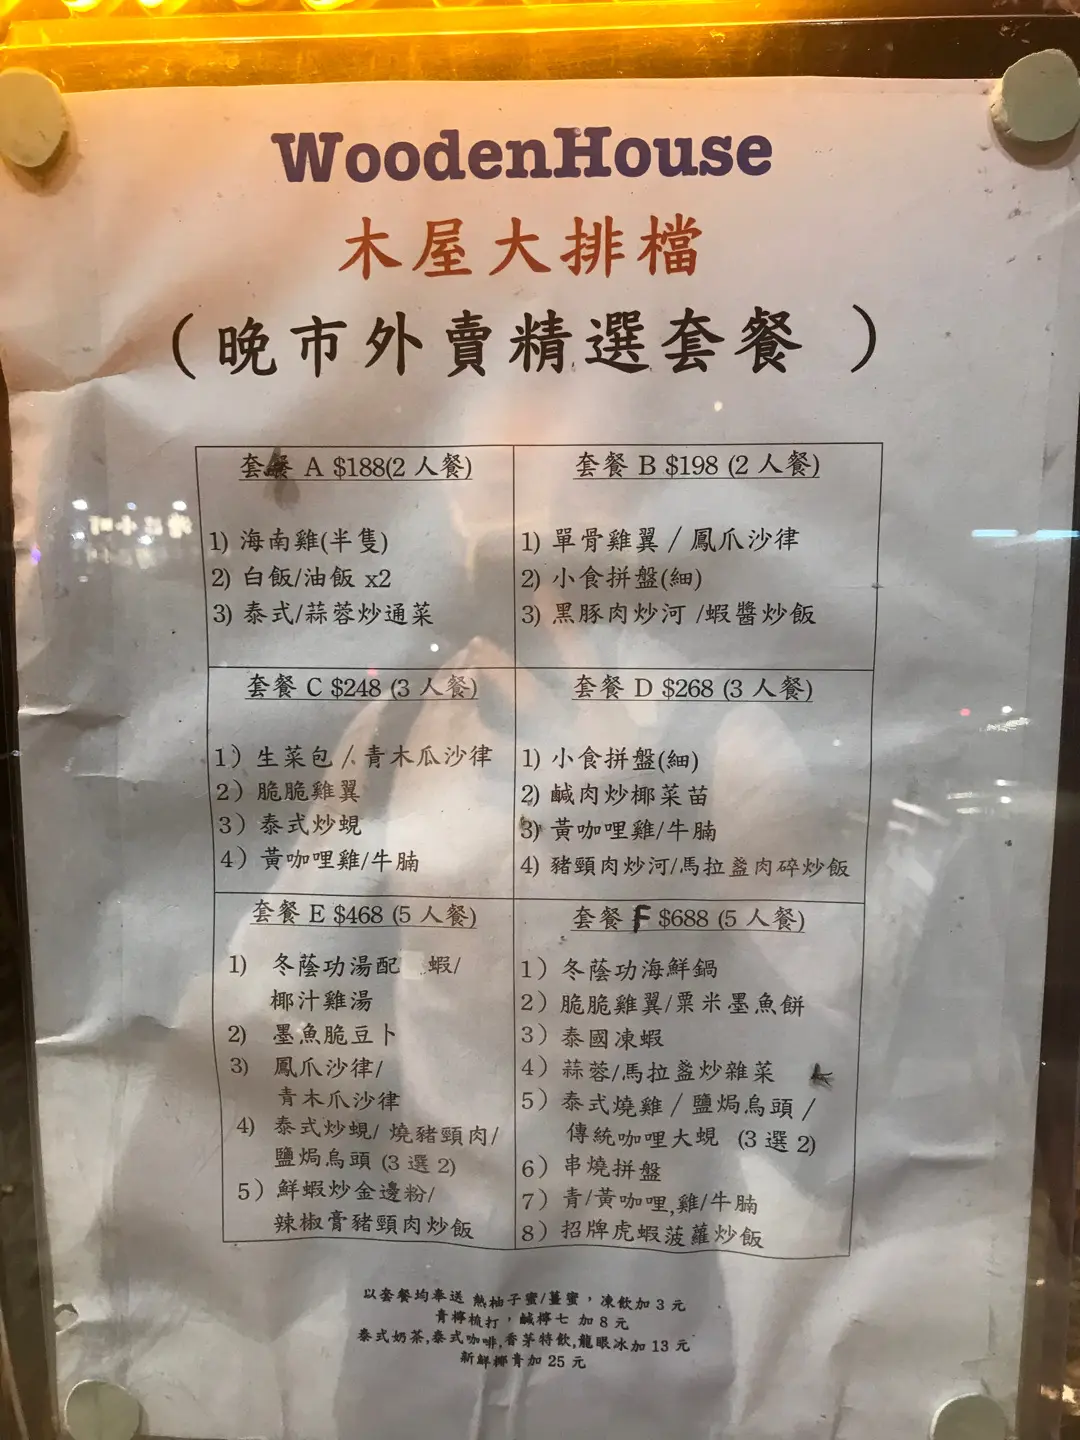 WoodenHouse
木屋大排檔
（晚市外賣精選套餐 ）
套餐 A $188(2 人餐)
1) 海南雞(半隻)
2) 白飯/油飯 x2
3) 泰式/蒜蓉炒通菜
套餐 B $198 (2 人餐)
1) 單骨雞翼 / 鳳爪沙律
2) 小食拼盤(細)
3) 黑豚肉炒河 /蝦醬炒飯
套餐 C $248 (3 人餐)
1）生菜包 / 青木瓜沙律
2）脆脆雞翼
3）泰式炒蜆
4）黃咖哩雞/牛腩
套餐 D $268 (3 人餐)
1) 小食拼盤(細)
2) 鹹肉炒椰菜苗
3) 黃咖哩雞/牛腩
4) 豬頸肉炒河/馬拉盞肉碎炒飯
套餐 E $468 (5 人餐)
1) 冬蔭功湯配 蝦/
椰汁雞湯
2) 墨魚脆豆卜
3) 鳳爪沙律/
青木爪沙律
4) 泰式炒蜆/ 燒豬頸肉/
鹽焗烏頭 (3 選 2)
5）鮮蝦炒金邊粉/
辣椒膏豬頸肉炒飯
套餐 F $688 (5 人餐)
1）冬蔭功海鮮鍋
2）脆脆雞翼/粟米墨魚餅
3）泰國凍蝦
4）蒜蓉/馬拉盞炒雜菜
5）泰式燒雞 / 鹽焗烏頭 /
傳統咖哩大蜆 (3 選 2)
6）串燒拼盤
7）青/黃咖哩,雞/牛腩
8）招牌虎蝦菠蘿炒飯
以套餐均奉送 熱柚子蜜/薑蜜，凍飲加 3 元
青檸梳打，鹹檸七 加 8 元
泰式奶茶,泰式咖啡,香茅特飲,龍眼冰加 13 元
新鮮椰青加 25 元